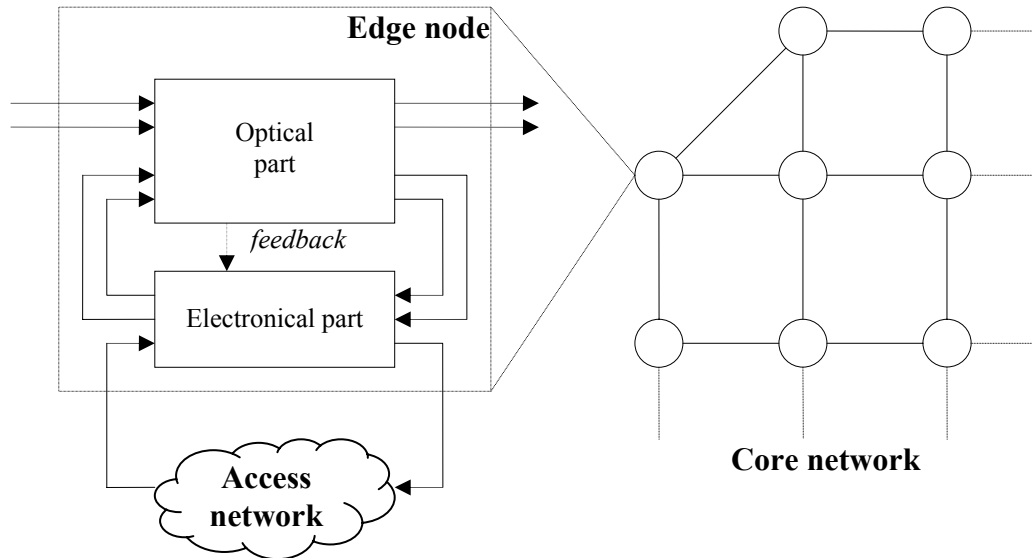 Edge node
Optical
part
feedback
Electronical part
Access
network
Core network